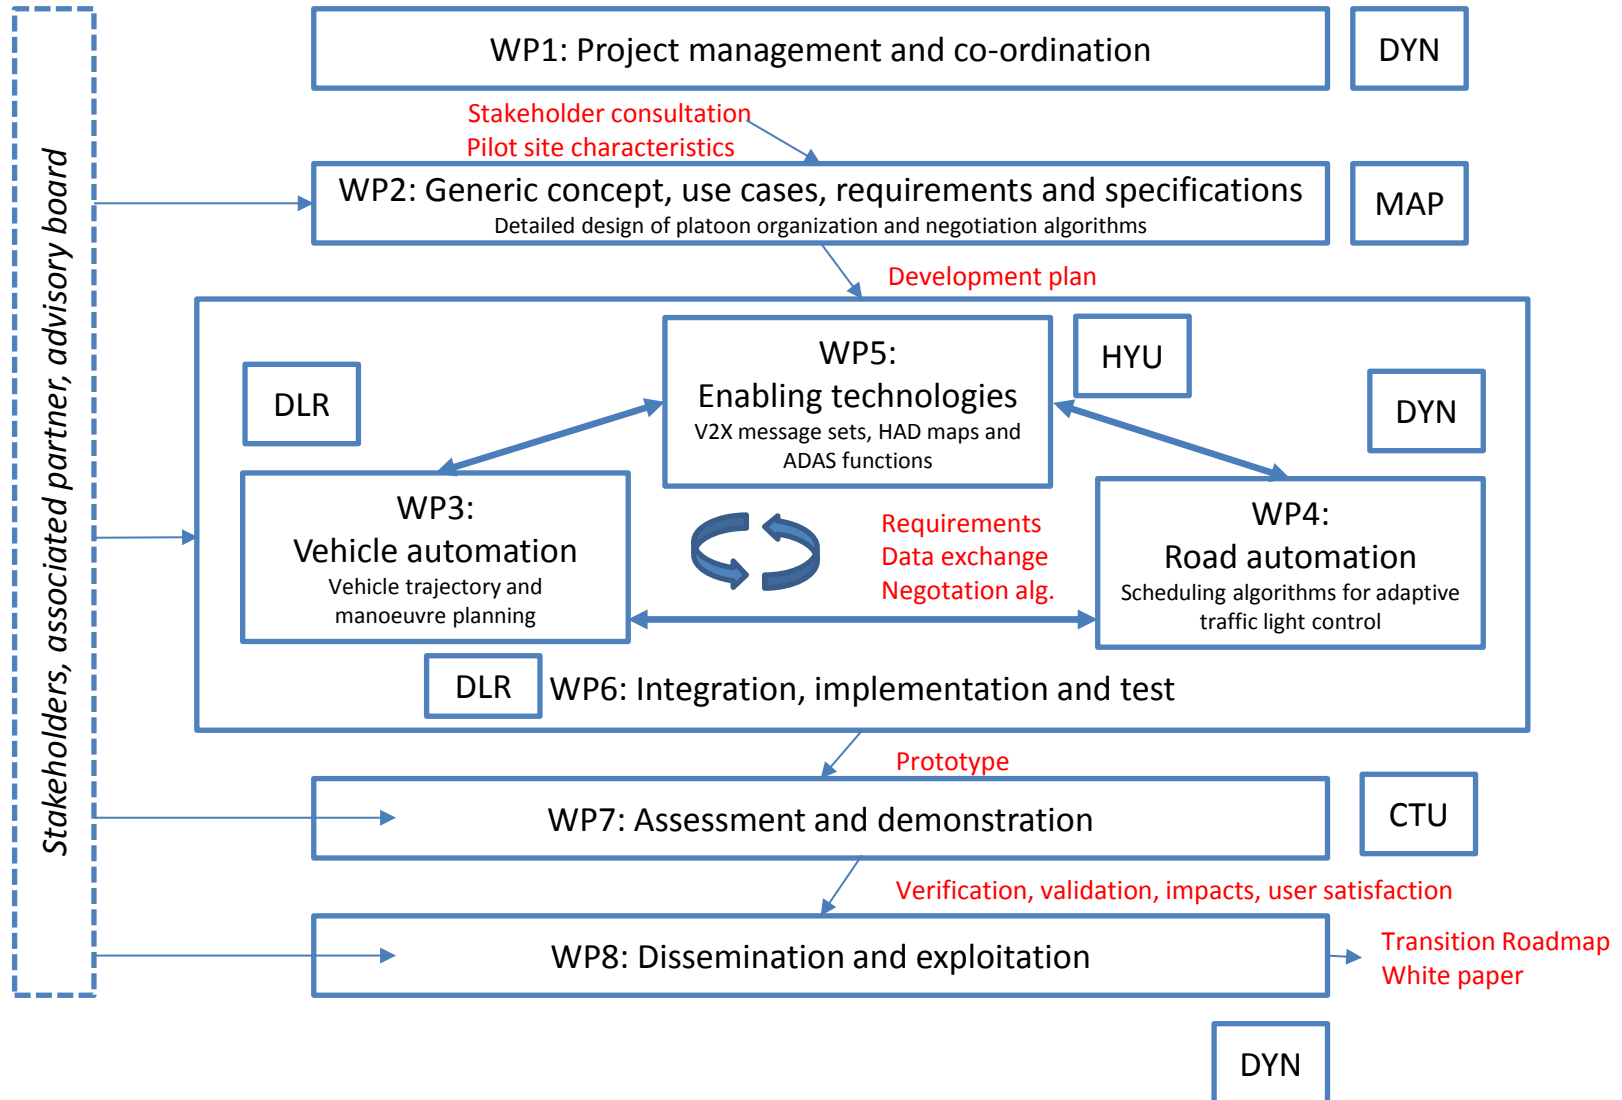 WP1: Project management and co-ordination
DYN
Stakeholder consultation
Pilot site characteristics
WP2: Generic concept, use cases, requirements and specifications
Detailed design of platoon organization and negotiation algorithms
MAP
Stakeholders, associated partner, advisory board
Development plan
WP5:
Enabling technologies
V2X message sets, HAD maps and
ADAS functions
HYU
DLR
DYN
WP3:
Vehicle automation
Vehicle trajectory and
manoeuvre planning
Requirements
Data exchange
Negotation alg.
WP4:
Road automation
Scheduling algorithms for adaptive
traffic light control
DLR
WP6: Integration, implementation and test
Prototype
WP7: Assessment and demonstration
CTU
Verification, validation, impacts, user satisfaction
WP8: Dissemination and exploitation
Transition Roadmap
White paper
DYN